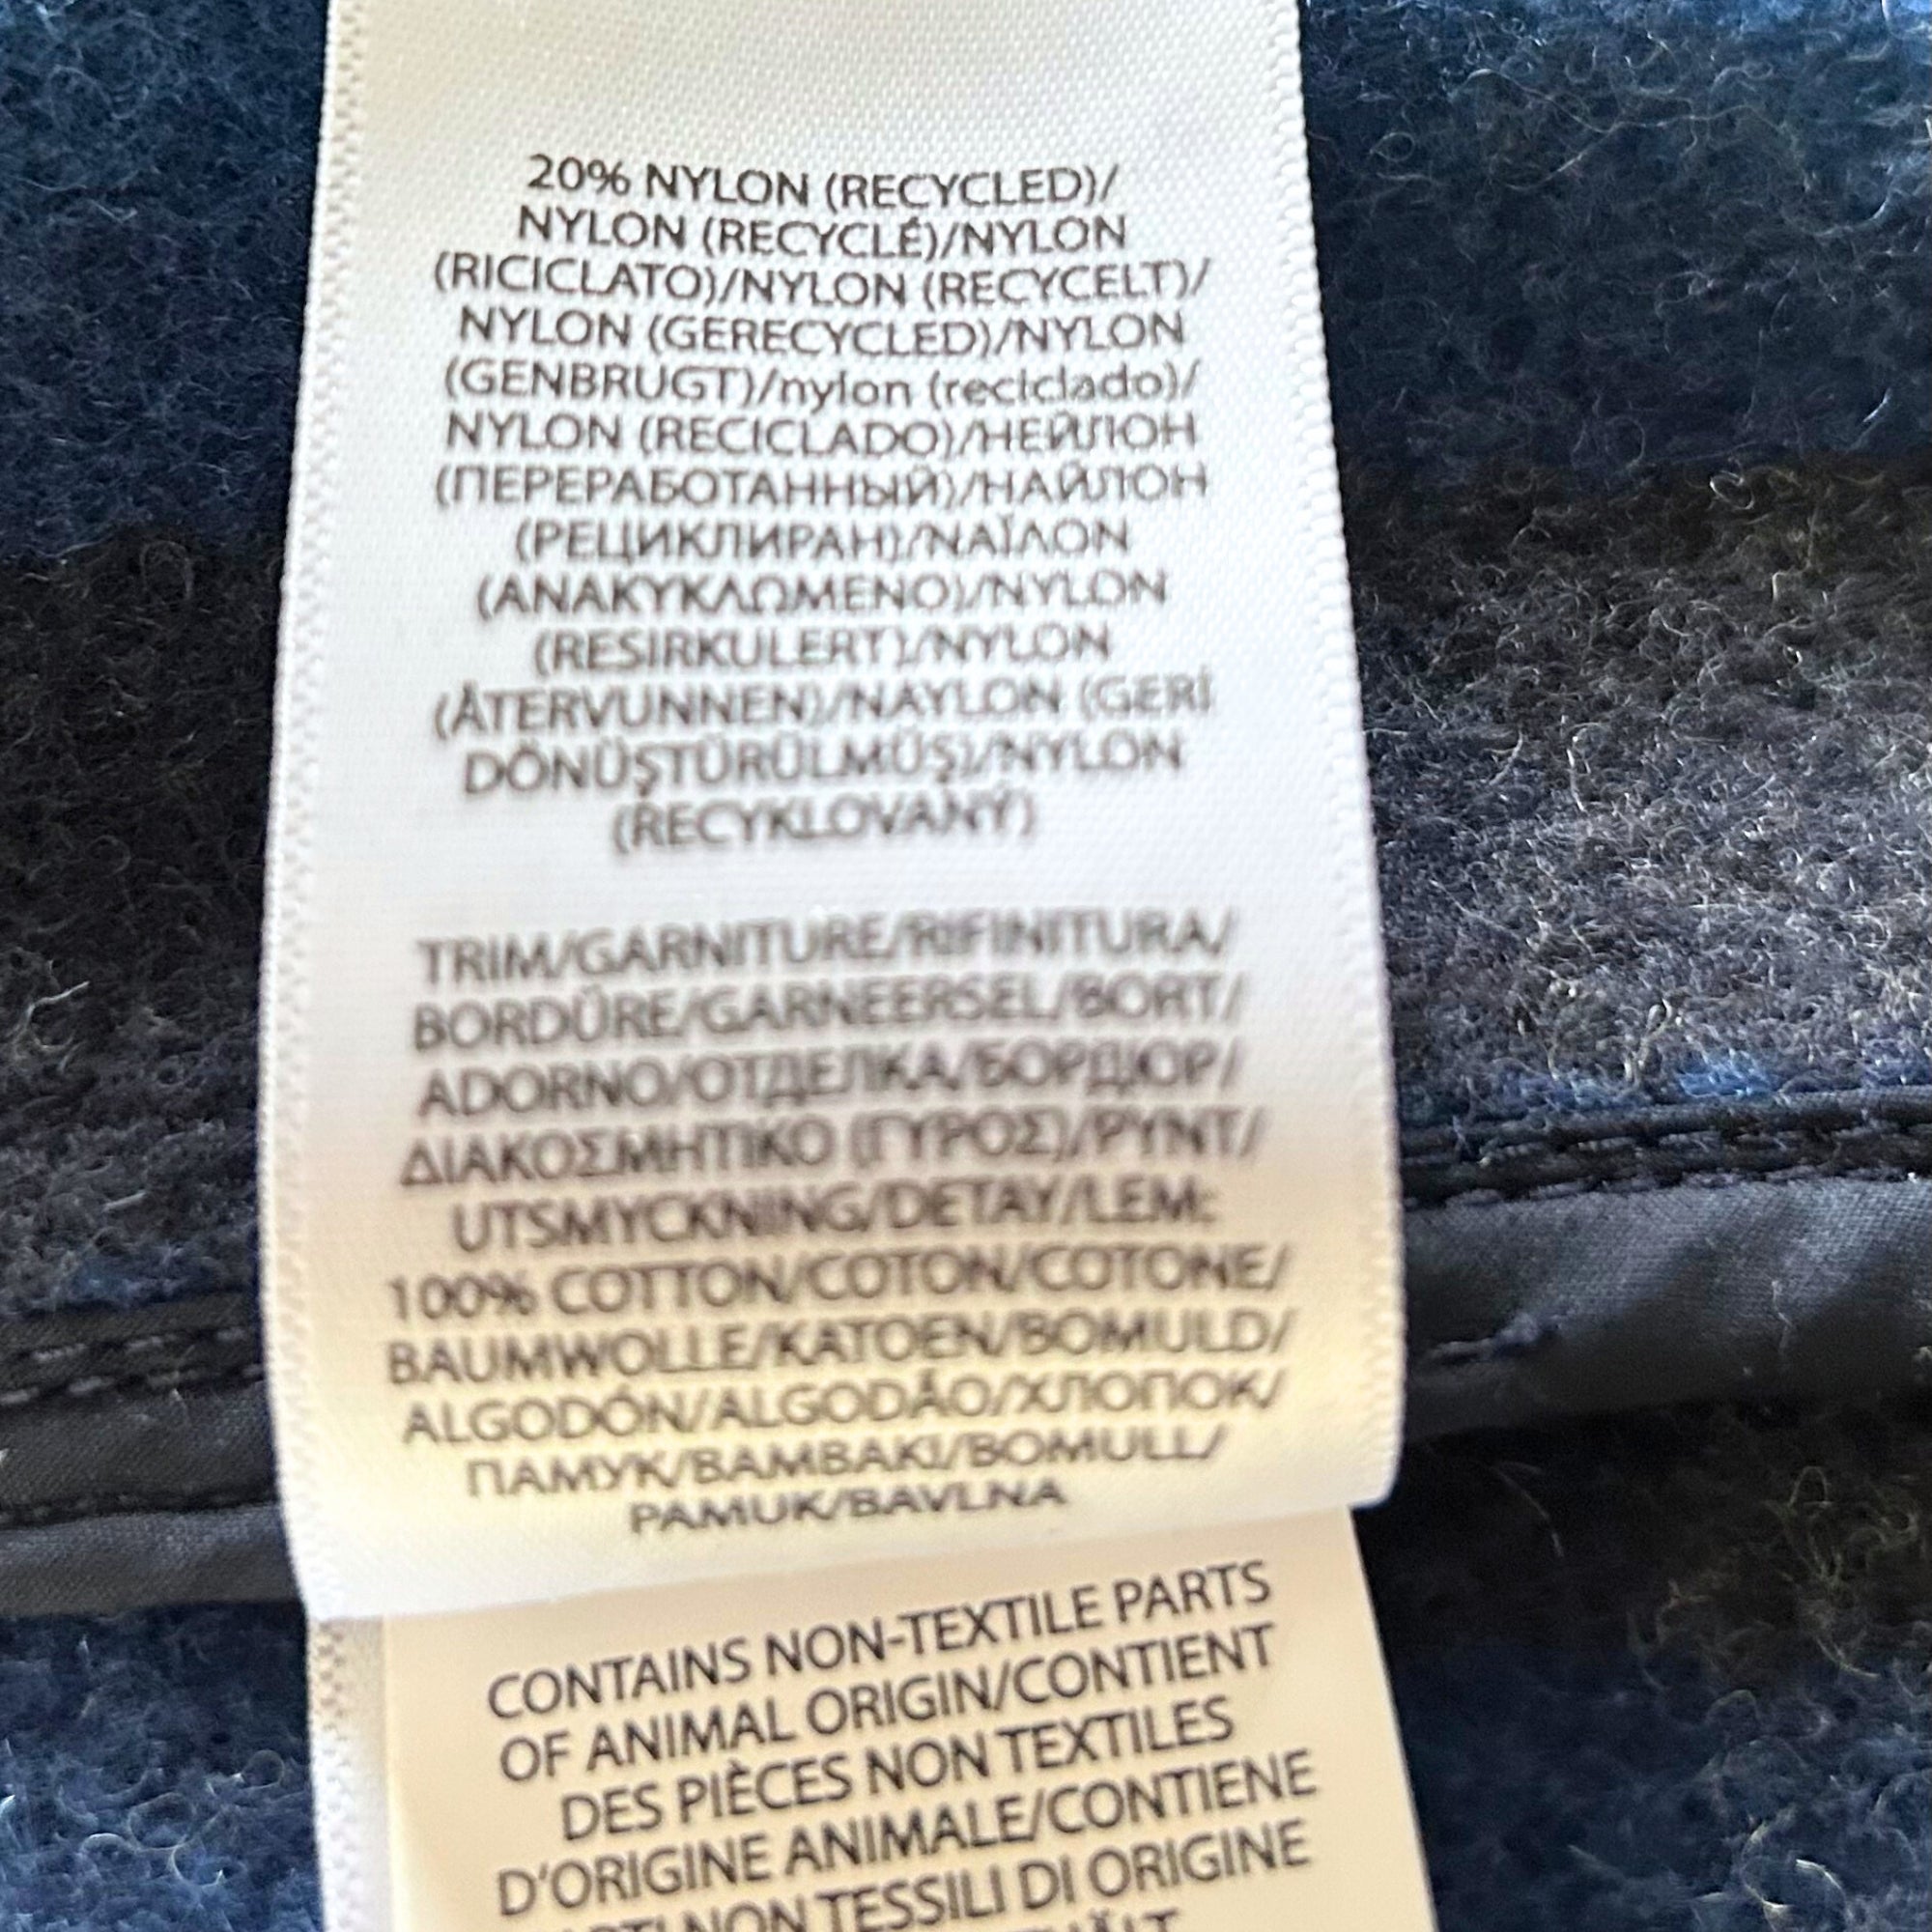 20% NYLON (RECYCLED)/
NYLON (RECYCLÉ)/NYLON
(RICICLATO)/NYLON (RECYCELT)/
NYLON (GERECYCLED)/NYLON
(GENBRUGT)/nylon (reciclado)/
NYLON (RECICLADO)/НЕЙЛОН
(ПЕРЕРАБОТАННЫЙ)/НАЙЛОН
(РЕЦИКЛИРАН)/ΝΑΪΛΟΝ
(ΑΝΑΚΥΚΛΩΜΕΝΟ)/NYLON
(RESIRKULERT)/NYLON
(ÅTERVUNNEN)/NAYLON (GERİ
DÖNÜŞTÜRÜLMÜŞ)/NYLON
(RECYKLOVANÝ)
TRIM/GARNITURE/RIFINITURA/
BORDÜRE/GARNEERSEL/BORT/
ADORNO/ОТДЕЛКА/БОРДЮР/
ΔΙΑΚΟΣΜΗΤΙΚΟ (ΓΥΡΟΣ)/PYNT/
UTSMYCKNING/DETAY/LEM:
100% COTTON/COTON/COTONE/
BAUMWOLLE/KATOEN/BOMULD/
ALGODÓN/ALGODÃO/ХЛОПОК/
ПАМУК/ΒΑΜΒΑΚΙ/BOMULL/
PAMUK/BAVLNA
CONTAINS NON-TEXTILE PARTS
OF ANIMAL ORIGIN/CONTIENT
DES PIÈCES NON TEXTILES
D'ORIGINE ANIMALE/CONTIENE
NON TESSILI DI ORIGINE